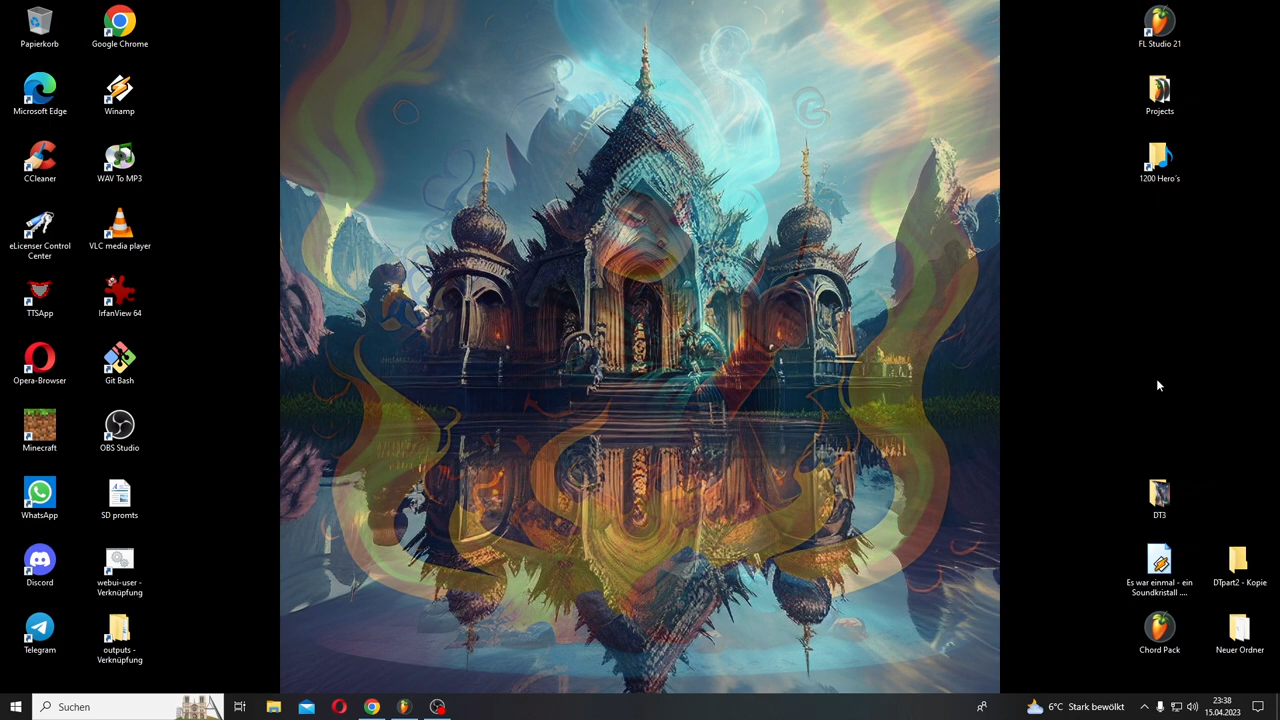 Papierkorb
Google Chrome
FL Studio 21
Microsoft Edge
Winamp
Projects
CCleaner
WAV To MP3
1200 Hero´s
eLicenser Control
Center
VLC media player
TTSApp
IrfanView 64
Opera-Browser
Git Bash
Minecraft
OBS Studio
WhatsApp
SD promts
DT3
Discord
webui-user -
Verknüpfung
Es war einmal - ein
Soundkristall ....
DTpart2 - Kopie
Telegram
outputs -
Verknüpfung
Chord Pack
Neuer Ordner
Suchen
6°C Stark bewölkt
23:38
15.04.2023